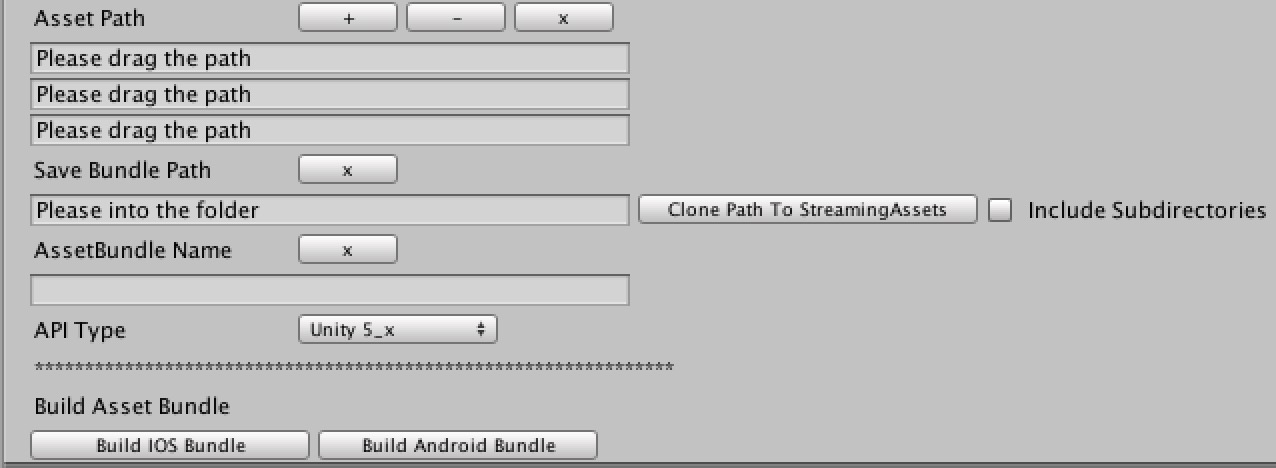 Asset Path + - x
Please drag the path
Please drag the path
Please drag the path
Save Bundle Path x
Please into the folder Clone Path To StreamingAssets Include Subdirectories
AssetBundle Name x
API Type Unity 5_x
****************************************************************
Build Asset Bundle
Build IOS Bundle Build Android Bundle